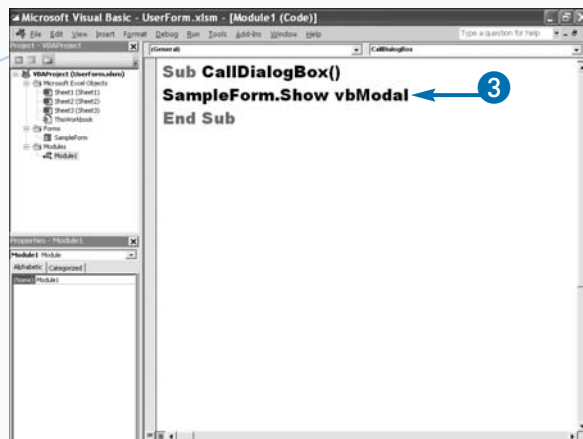 Microsoft Visual Basic - UserForm.xlsm - [Module1 (Code)]
File Edit View Insert Format Debug Run Tools Add-Ins Window Help Type a question for help
Project - VBAProject
(General) CallDialogBox
VBAProject (UserForm.xlsm)
Microsoft Excel Objects
Sheet1 (Sheet1)
Sheet2 (Sheet2)
Sheet3 (Sheet3)
ThisWorkbook
Forms
SampleForm
Modules
Module1
Sub CallDialogBox()
SampleForm.Show vbModal
End Sub
3
Properties - Module1
Module1 Module
Alphabetic Categorized
(Name) Module1